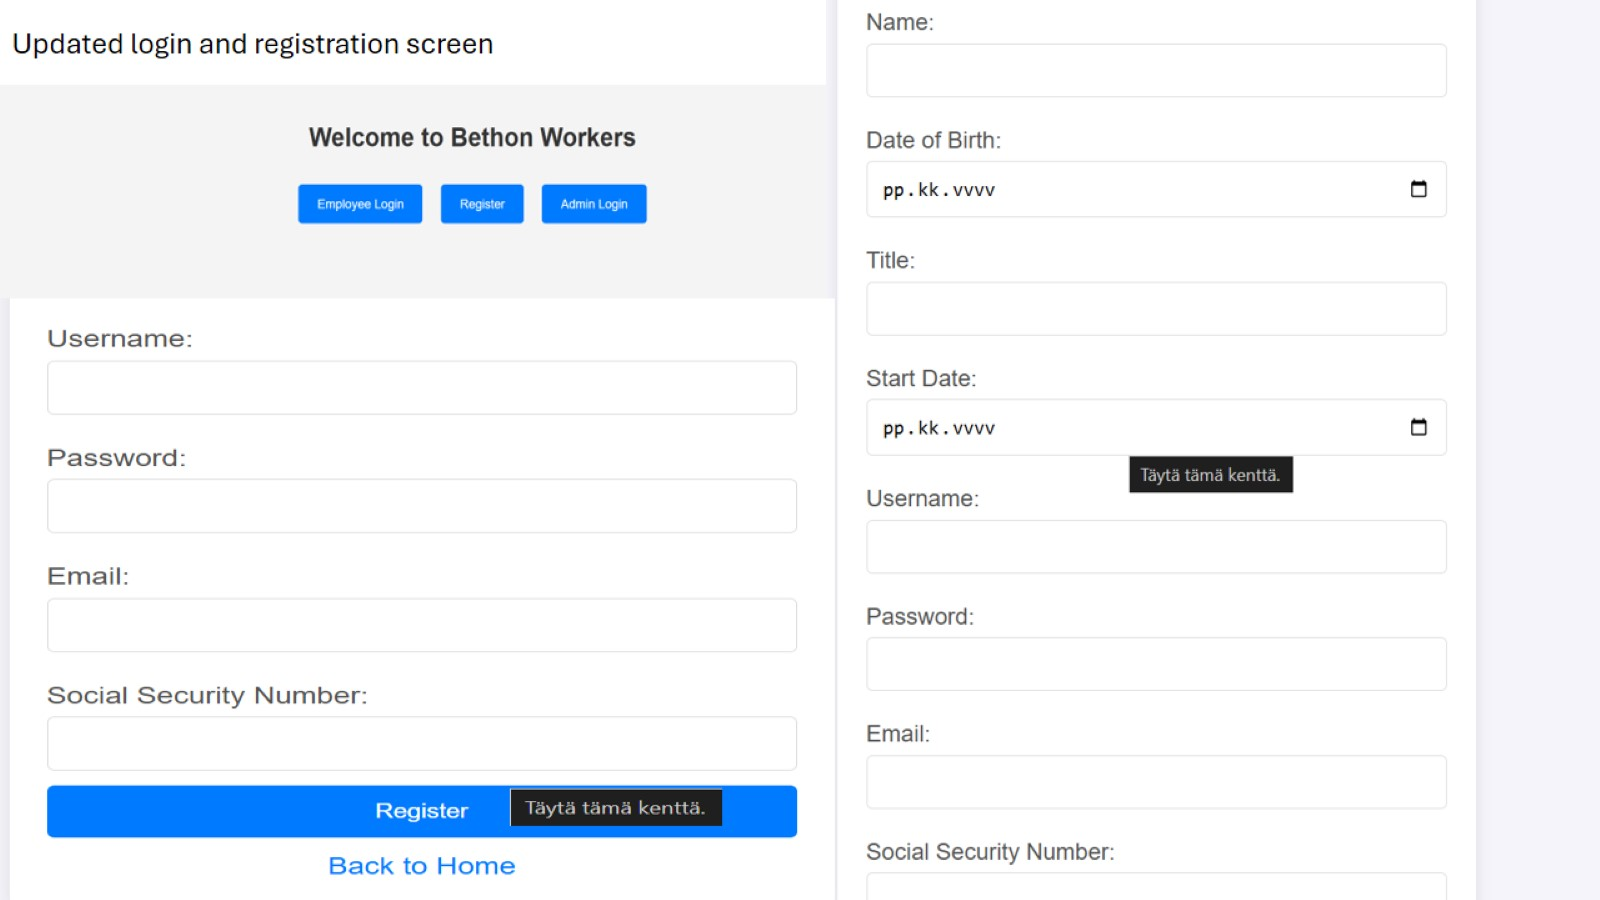 Updated login and registration screen
Welcome to Bethon Workers
Employee Login
Register
Admin Login
Username:
Password:
Email:
Social Security Number:
Register
Täytä tämä kenttä.
Back to Home
Name:
Date of Birth:
pp.kk.vvvv
Title:
Start Date:
pp.kk.vvvv
Täytä tämä kenttä.
Username:
Password:
Email:
Social Security Number: